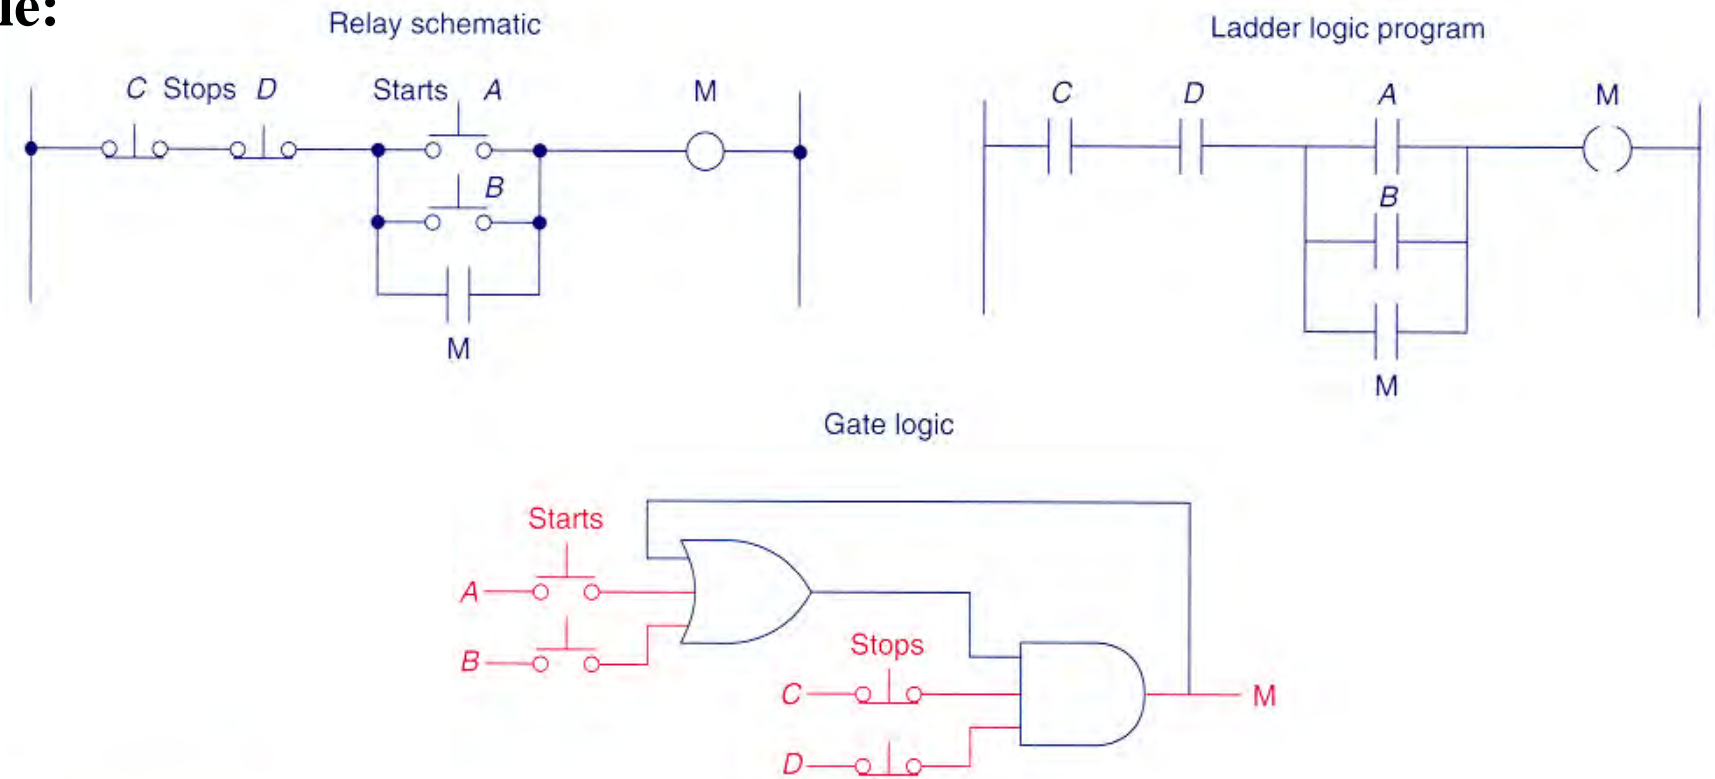 le:
Relay schematic
C Stops D
Starts A
M
B
M
Ladder logic program
C
D
A
M
B
M
Gate logic
Starts
A
B
Stops
C
D
M